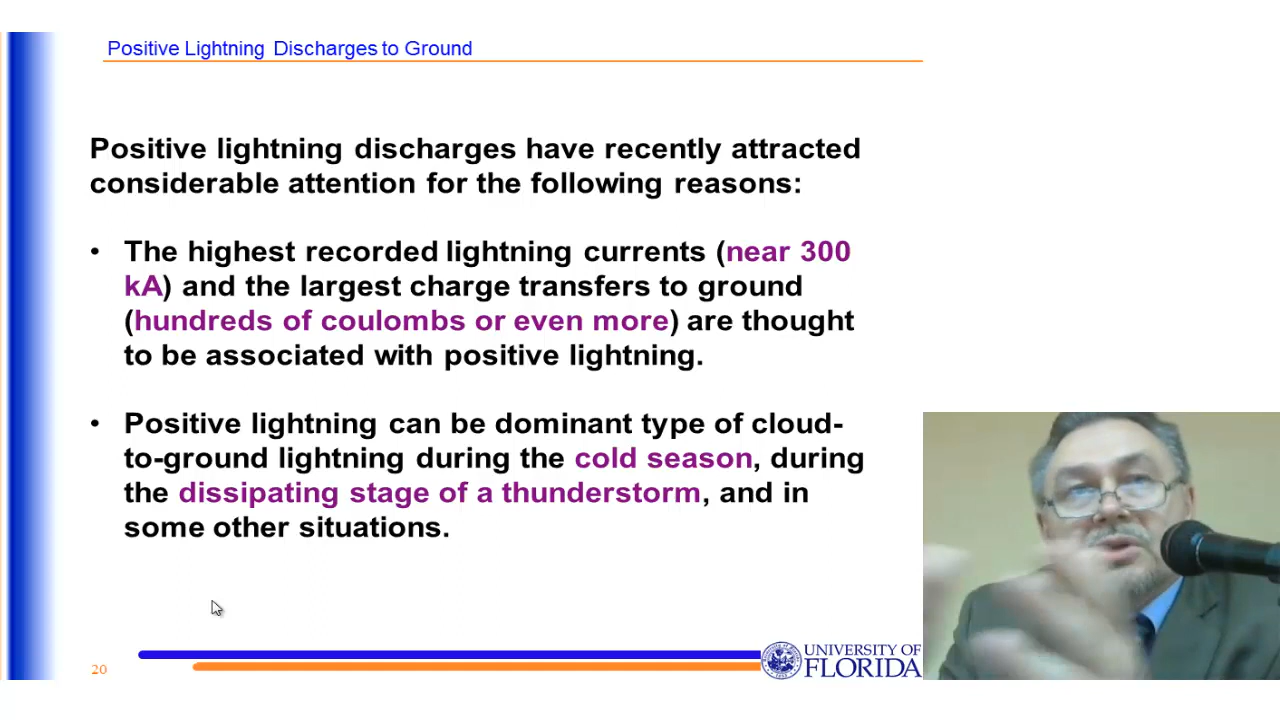 Positive Lightning Discharges to Ground
Positive lightning discharges have recently attracted
considerable attention for the following reasons:
• The highest recorded lightning currents (near 300
kA) and the largest charge transfers to ground
(hundreds of coulombs or even more) are thought
to be associated with positive lightning.
• Positive lightning can be dominant type of cloud-
to-ground lightning during the cold season, during
the dissipating stage of a thunderstorm, and in
some other situations.
20
UNIVERSITY OF
FLORIDA